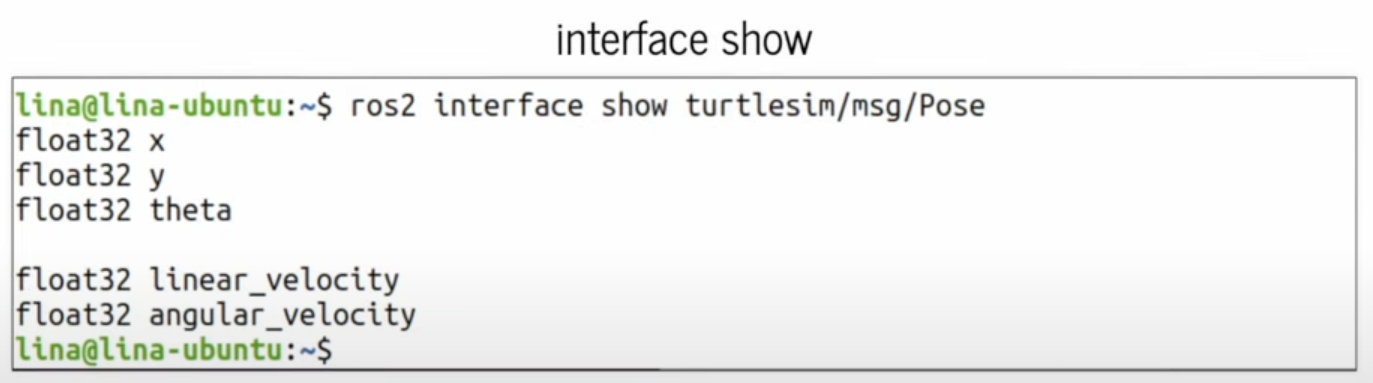 interface show
lina@lina-ubuntu:~$ ros2 interface show turtlesim/msg/Pose
float32 x
float32 y
float32 theta
float32 linear_velocity
float32 angular_velocity
lina@lina-ubuntu:~$